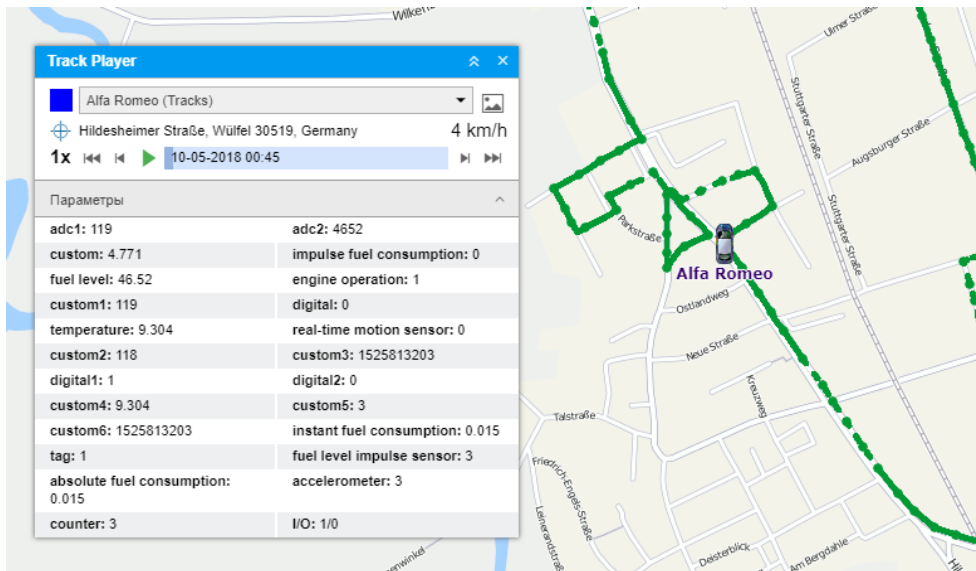 Wilken
Ulmer Straße
Track Player
Alfa Romeo (Tracks)
Hildesheimer Straße, Wülfel 30519, Germany
4 km/h
1x
10-05-2018 00:45
Параметры
adc1: 119
adc2: 4652
custom: 4.771
impulse fuel consumption: 0
fuel level: 46.52
engine operation: 1
custom1: 119
digital: 0
temperature: 9.304
real-time motion sensor: 0
custom2: 118
custom3: 1525813203
digital1: 1
digital2: 0
custom4: 9.304
custom5: 3
custom6: 1525813203
instant fuel consumption: 0.015
tag: 1
fuel level impulse sensor: 3
absolute fuel consumption:
0.015
accelerometer: 3
counter: 3
I/O: 1/0
Stuttgarter Straße
Augsburger Straße
Stuttgarter Straße
Parkstraße
Alfa Romeo
Ostlandweg
Neue Straße
Kreuzweg
Talstraße
Friedrich-Engels-Straße
Leinerandstraße
Deisterblick
Am Bergdahle
Hil